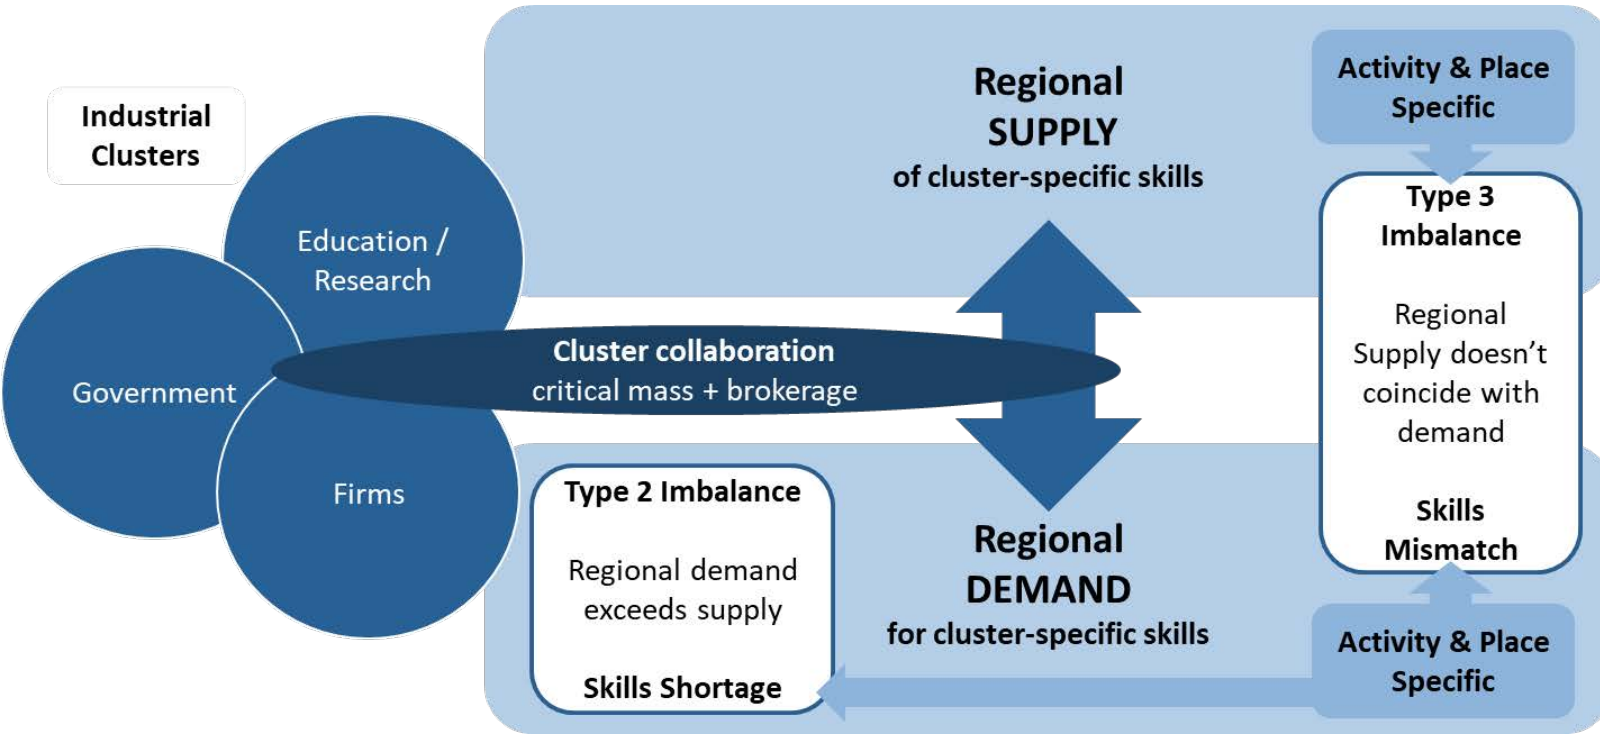 Industrial
Clusters
Education /
Research
Government
Firms
Cluster collaboration
critical mass + brokerage
Regional
SUPPLY
of cluster-specific skills
Activity & Place
Specific
Type 3
Imbalance
Regional
Supply doesn’t
coincide with
demand
Skills
Mismatch
Type 2 Imbalance
Regional demand
exceeds supply
Skills Shortage
Regional
DEMAND
for cluster-specific skills
Activity & Place
Specific